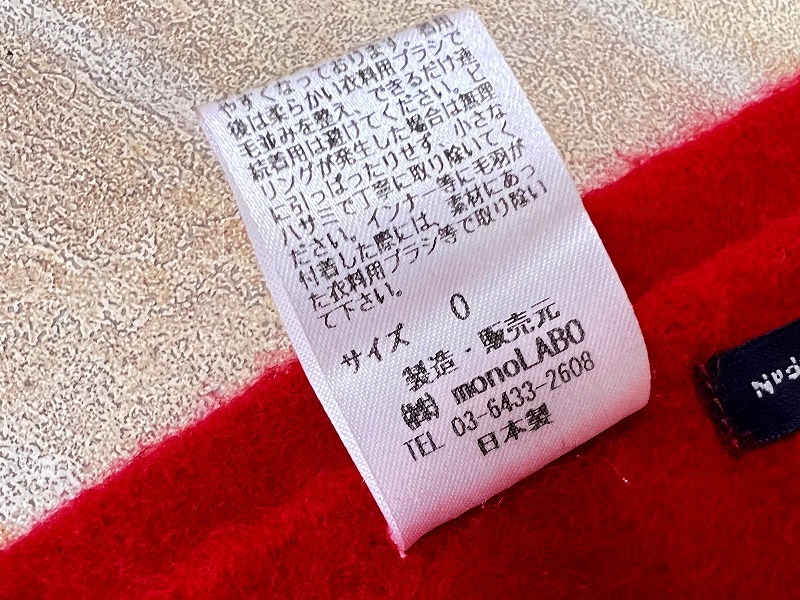 やすくなっております。着用
後は柔らかい衣料用ブラシで
毛並みを整え、できるだけ連
続着用は避けてください。ピ
リングが発生した場合は無理
に引っぱったりせず、小さな
ハサミで丁寧に取り除いてく
ださい。インナー等に毛羽が
付着した際には、素材にあっ
た衣料用ブラシ等で取り除い
て下さい。
サイズ 0
製造・販売元
㈱ monoLABO
TEL 03-6433-2608
日本製